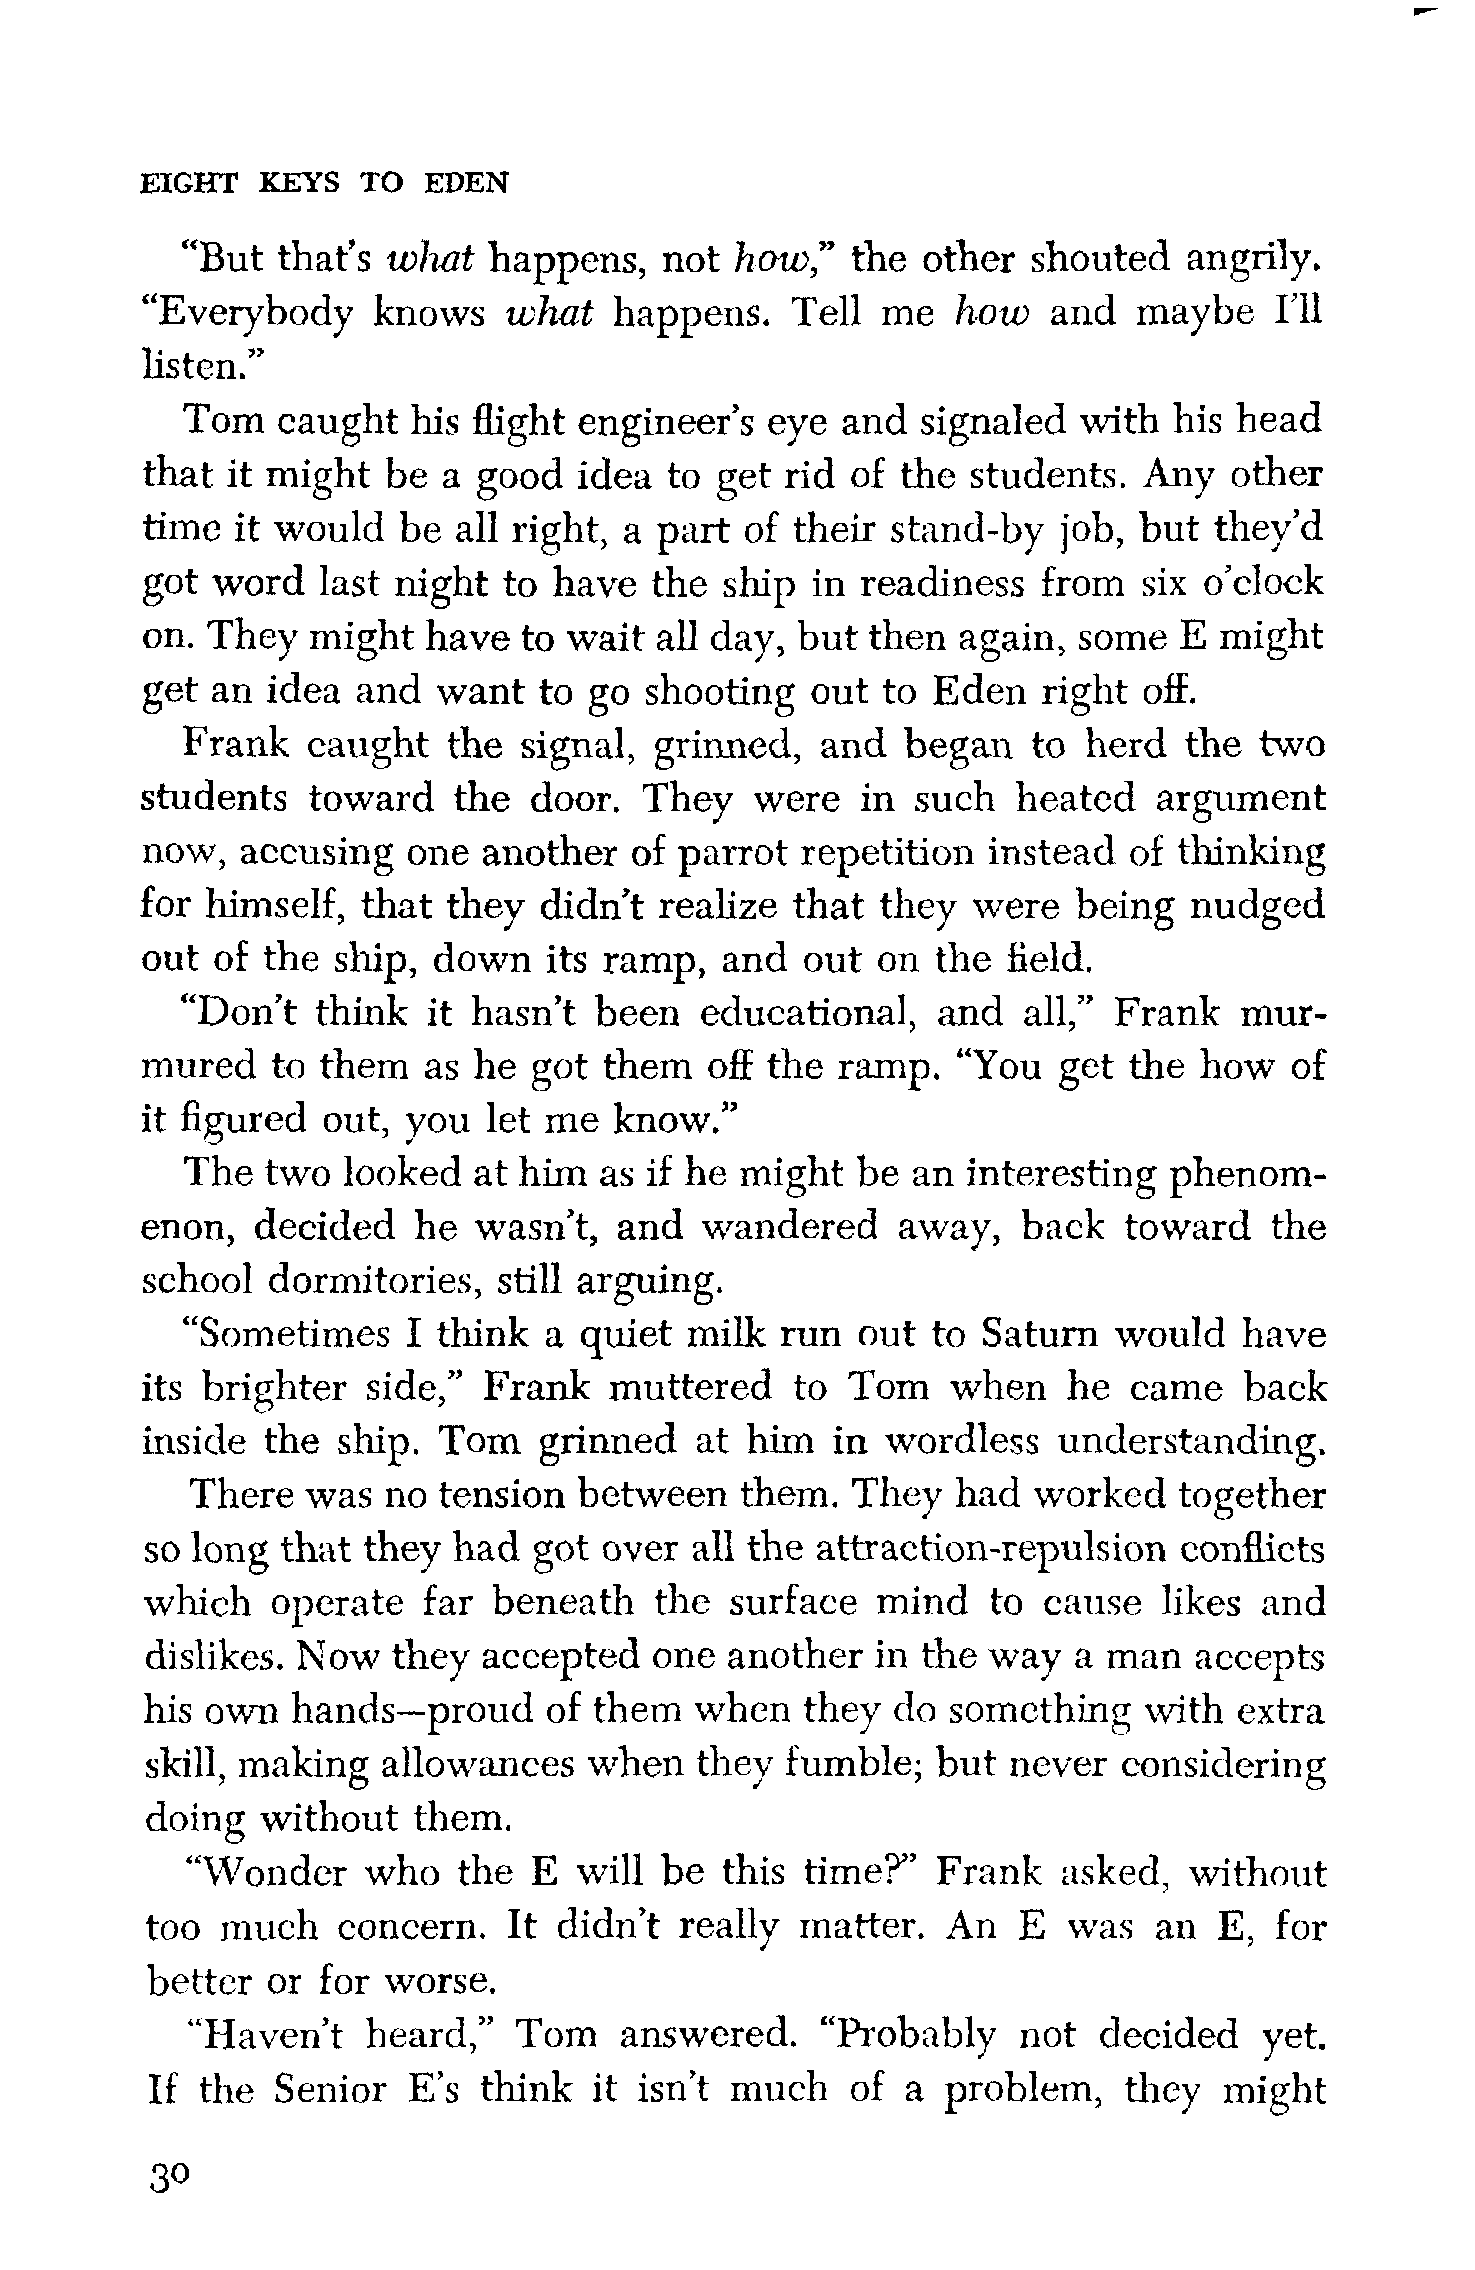 EIGHT KEYS TO EDEN
“But that’s what happens, not how,” the other shouted angrily.
“Everybody knows what happens. Tell me how and maybe I’ll
listen.”
Tom caught his flight engineer’s eye and signaled with his head
that it might be a good idea to get rid of the students. Any other
time it would be all right, a part of their stand-by job, but they’d
got word last night to have the ship in readiness from six o’clock
on. They might have to wait all day, but then again, some E might
get an idea and want to go shooting out to Eden right off.
Frank caught the signal, grinned, and began to herd the two
students toward the door. They were in such heated argument
now, accusing one another of parrot repetition instead of thinking
for himself, that they didn’t realize that they were being nudged
out of the ship, down its ramp, and out on the field.
“Don’t think it hasn’t been educational, and all,” Frank mur-
mured to them as he got them off the ramp. “You get the how of
it figured out, you let me know.”
The two looked at him as if he might be an interesting phenom-
enon, decided he wasn’t, and wandered away, back toward the
school dormitories, still arguing.
“Sometimes I think a quiet milk run out to Saturn would have
its brighter side,” Frank muttered to Tom when he came back
inside the ship. Tom grinned at him in wordless understanding.
There was no tension between them. They had worked together
so long that they had got over all the attraction-repulsion conflicts
which operate far beneath the surface mind to cause likes and
dislikes. Now they accepted one another in the way a man accepts
his own hands—proud of them when they do something with extra
skill, making allowances when they fumble; but never considering
doing without them.
“Wonder who the E will be this time?” Frank asked, without
too much concern. It didn’t really matter. An E was an E, for
better or for worse.
“Haven’t heard,” Tom answered. “Probably not decided yet.
If the Senior E’s think it isn’t much of a problem, they might
30